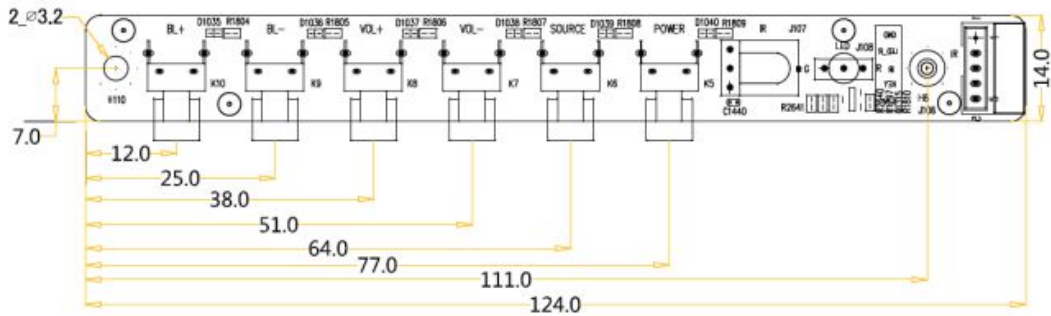 2_⌀3.2
BL+ D1035 R1804 BL- D1036 R1805 VOL+ D1037 R1806 VOL- D1038 R1807 SOURCE D1039 R1808 POWER D1040 R1809 IR J107
LED J108
GND
IR
G R
K10 K9 K8 K7 K6 K5
H110
C1440
R2641
H8
J106
14.0
7.0
12.0
25.0
38.0
51.0
64.0
77.0
111.0
124.0